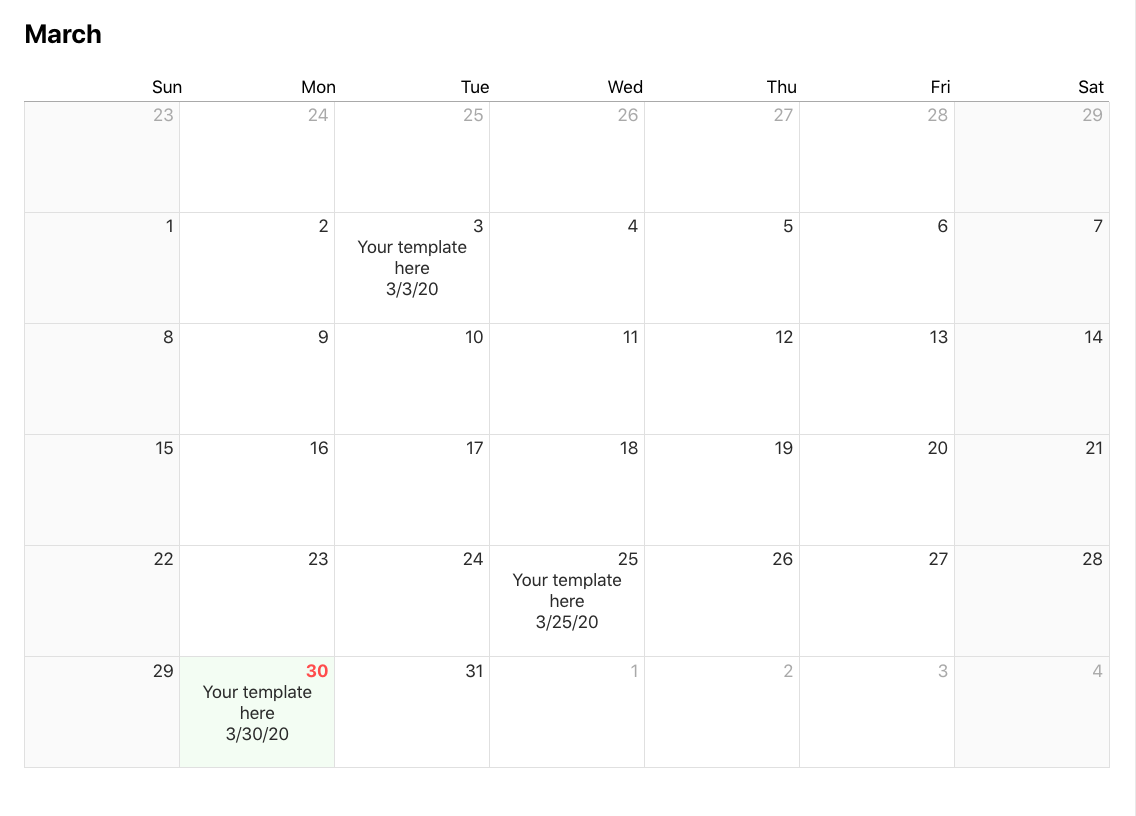 March
Sun Mon Tue Wed Thu Fri Sat
23 24 25 26 27 28 29
1 2 3 4 5 6 7
Your template
here
3/3/20
8 9 10 11 12 13 14
15 16 17 18 19 20 21
22 23 24 25 26 27 28
Your template
here
3/25/20
29 30 31 1 2 3 4
Your template
here
3/30/20